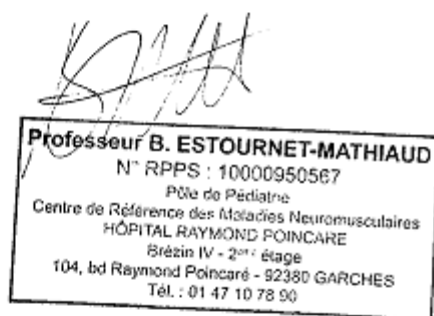 Professeur B. ESTOURNET-MATHIAUD
N° RPPS : 10000950567
Pôle de Pédiatrie
Centre de Référence des Maladies Neuromusculaires
HÔPITAL RAYMOND POINCARE
Brézin IV - 2ème étage
104, bd Raymond Poincaré - 92380 GARCHES
Tél. : 01 47 10 78 90